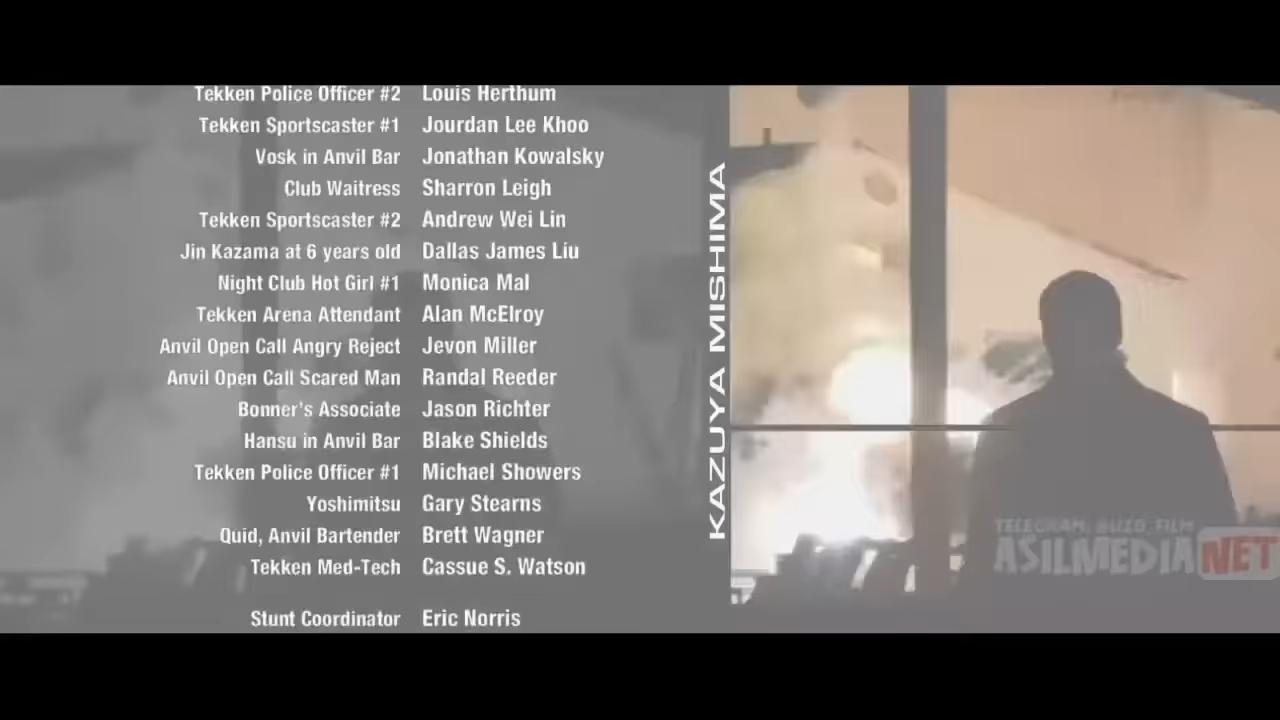 Tekken Police Officer #2 Louis Herthum
Tekken Sportscaster #1 Jourdan Lee Khoo
Vosk in Anvil Bar Jonathan Kowalsky
Club Waitress Sharron Leigh
Tekken Sportscaster #2 Andrew Wei Lin
Jin Kazama at 6 years old Dallas James Liu
Night Club Hot Girl #1 Monica Mal
Tekken Arena Attendant Alan McElroy
Anvil Open Call Angry Reject Jevon Miller
Anvil Open Call Scared Man Randal Reeder
Bonner's Associate Jason Richter
Hansu in Anvil Bar Blake Shields
Tekken Police Officer #1 Michael Showers
Yoshimitsu Gary Stearns
Quid, Anvil Bartender Brett Wagner
Tekken Med-Tech Cassue S. Watson
Stunt Coordinator Eric Norris
KAZUYA MISHIMA
TELEGRAM: @UZB_FILM
ASILMEDIA NET